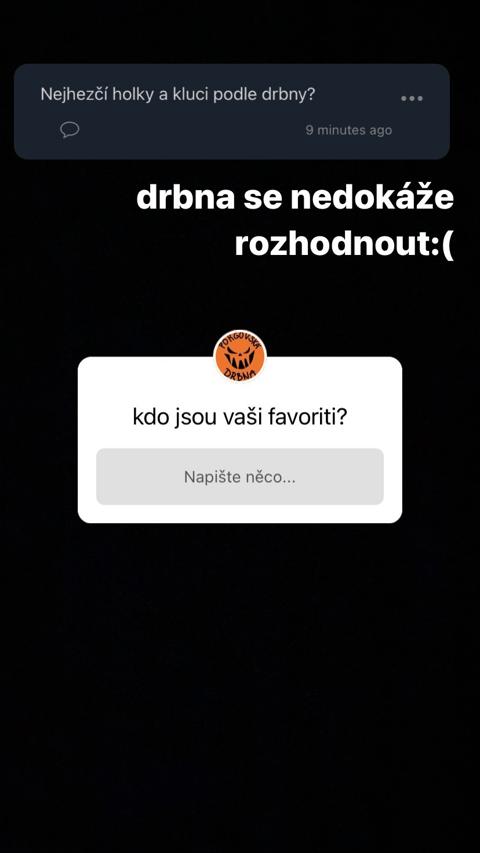 Nejhezčí holky a kluci podle drbny?
9 minutes ago
drbna se nedokáže
rozhodnout:(
PORGOVSKÁ
DRBNA
kdo jsou vaši favoriti?
Napište něco...